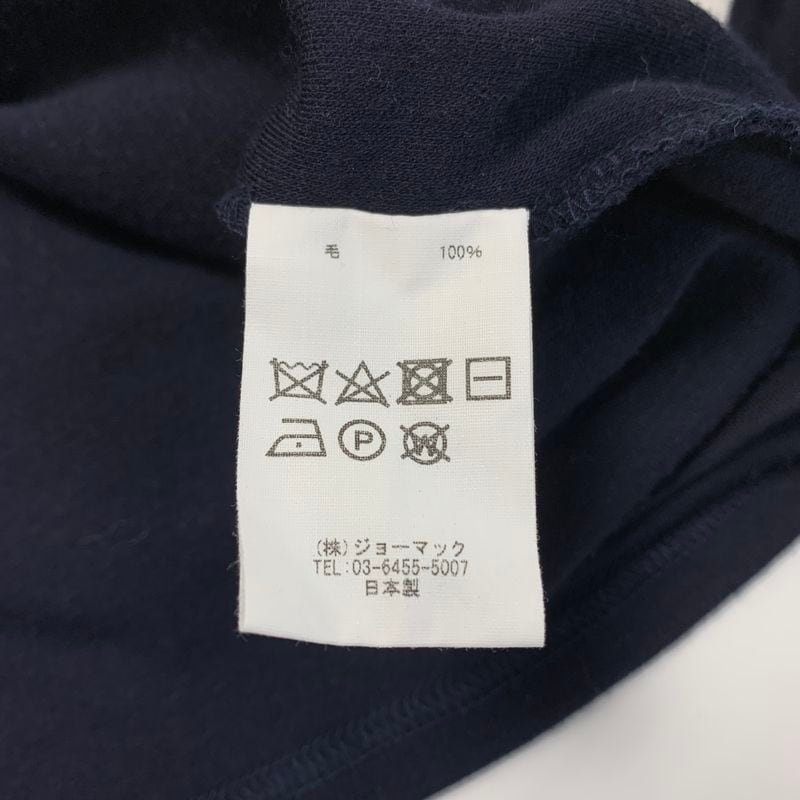 毛 100%
P
W
(株)ジョーマック
TEL:03-6455-5007
日本製